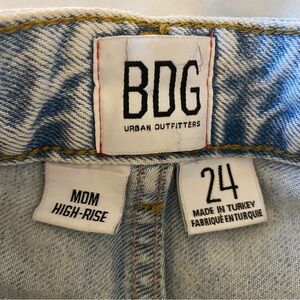 BDG
URBAN OUTFITTERS
MOM
HIGH-RISE
24
MADE IN TURKEY
FABRIQUÉ EN TURQUIE